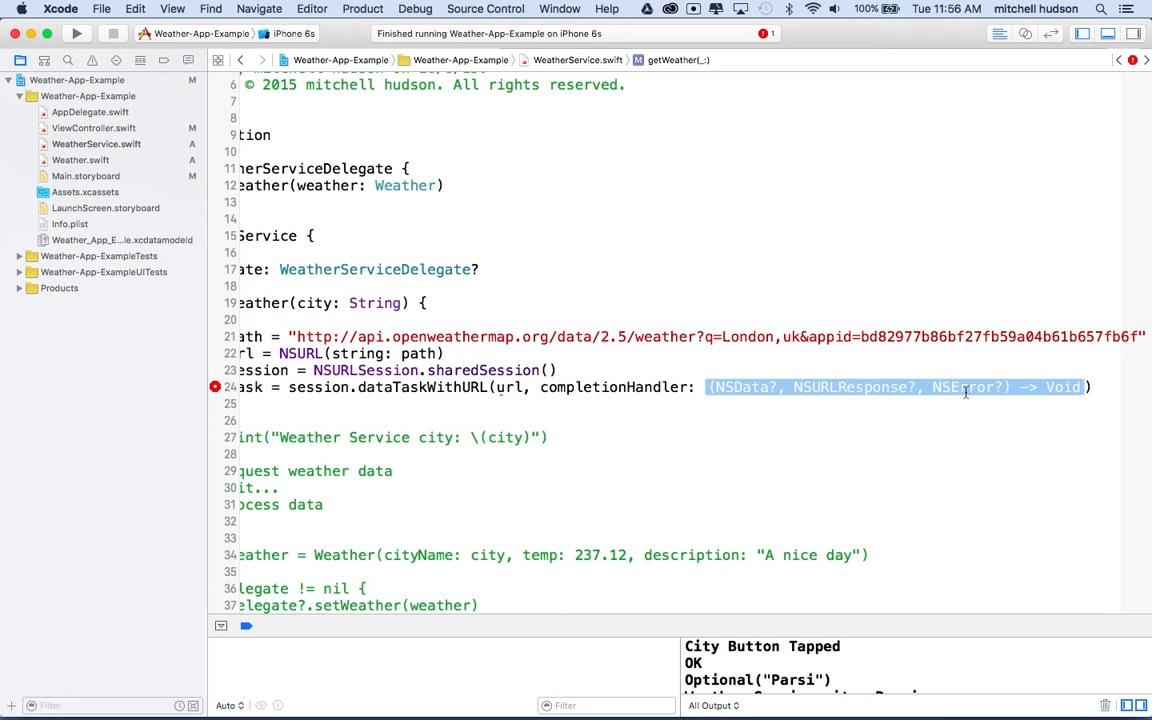 Xcode File Edit View Find Navigate Editor Product Debug Source Control Window Help 100% Tue 11:56 AM mitchell hudson
Weather-App-Example iPhone 6s Finished running Weather-App-Example on iPhone 6s 1
Weather-App-Example Weather-App-Example WeatherService.swift M getWeather(_:)
Weather-App-Example M
Weather-App-Example
AppDelegate.swift
ViewController.swift M
WeatherService.swift A
Weather.swift A
Main.storyboard M
Assets.xcassets
LaunchScreen.storyboard
Info.plist
Weather_App_E...le.xcdatamodeld
Weather-App-ExampleTests
Weather-App-ExampleUITests
Products
6 © 2015 mitchell hudson. All rights reserved.
7
8
9 tion
10
11 herServiceDelegate {
12 eather(weather: Weather)
13
14
15 Service {
16
17 ate: WeatherServiceDelegate?
18
19 eather(city: String) {
20
21 ath = "http://api.openweathermap.org/data/2.5/weather?q=London,uk&appid=bd82977b86bf27fb59a04b61b657fb6f"
22 rl = NSURL(string: path)
23 ession = NSURLSession.sharedSession()
24 ask = session.dataTaskWithURL(url, completionHandler: (NSData?, NSURLResponse?, NSError?) -> Void)
25
26
27 int("Weather Service city: \(city)")
28
29 quest weather data
30 it...
31 ocess data
32
33
34 eather = Weather(cityName: city, temp: 237.12, description: "A nice day")
35
36 legate != nil {
37 elegate?.setWeather(weather)
City Button Tapped
OK
Optional("Parsi")
Filter Auto Filter All Output